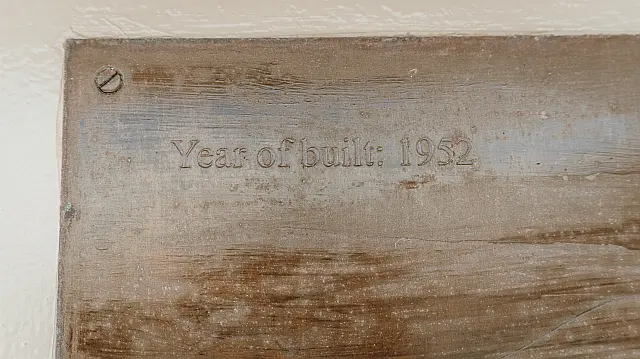 Year of built: 1952